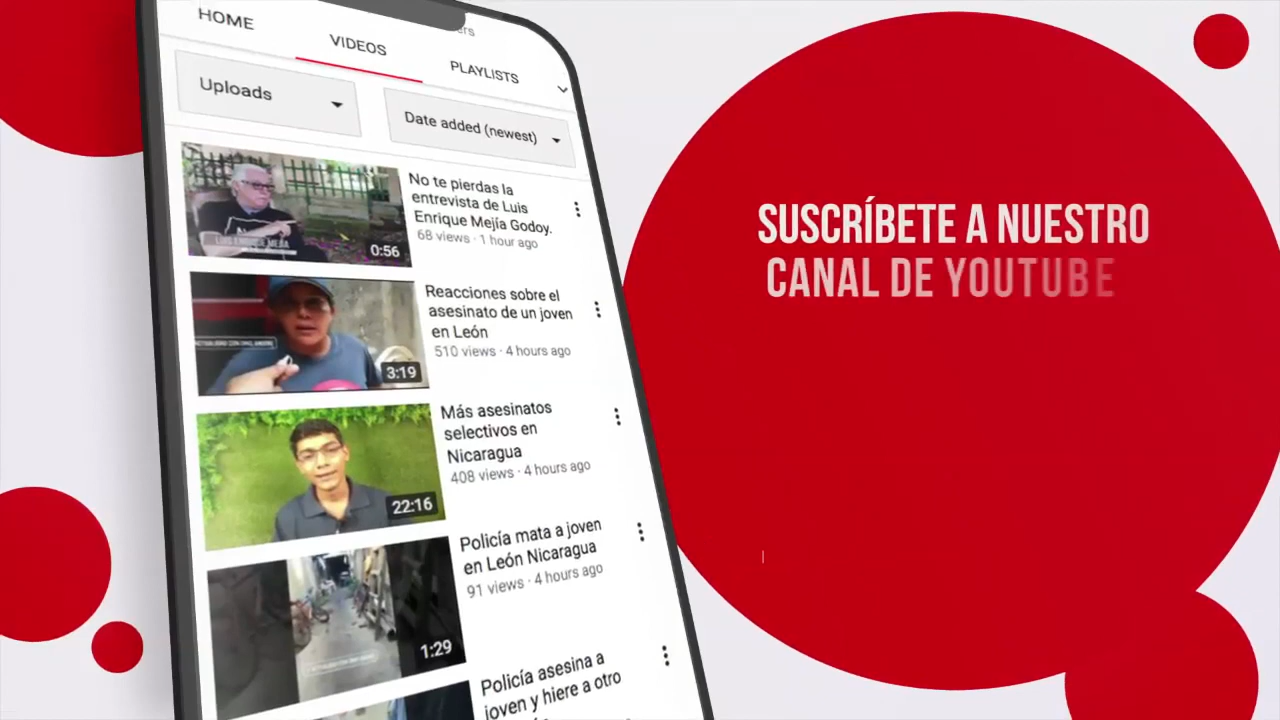 HOME
VIDEOS
PLAYLISTS
Uploads
Date added (newest)
No te pierdas la
entrevista de Luis
Enrique Mejía Godoy.
68 views · 1 hour ago
0:56
Reacciones sobre el
asesinato de un joven
en León
510 views · 4 hours ago
3:19
Más asesinatos
selectivos en
Nicaragua
408 views · 4 hours ago
22:16
Policía mata a joven
en León Nicaragua
91 views · 4 hours ago
1:29
Policía asesina a
joven y hiere a otro
SUSCRÍBETE A NUESTRO
CANAL DE YOUTUBE